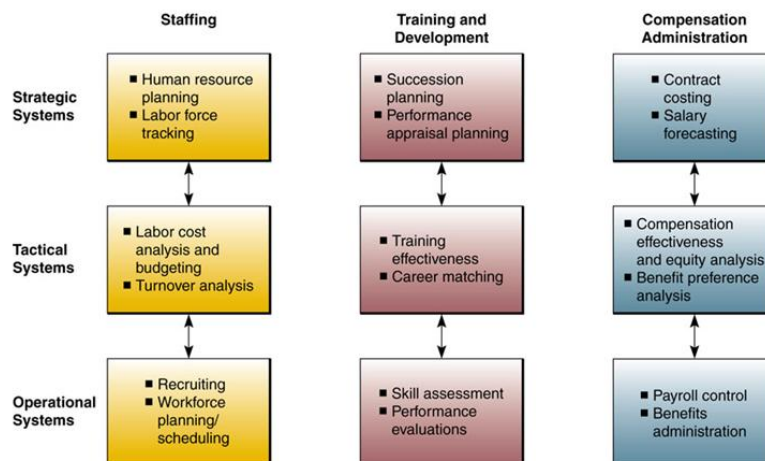 Staffing
Training and
Development
Compensation
Administration
Strategic
Systems
■ Human resource
planning
■ Labor force
tracking
■ Succession
planning
■ Performance
appraisal planning
■ Contract
costing
■ Salary
forecasting
Tactical
Systems
■ Labor cost
analysis and
budgeting
■ Turnover analysis
■ Training
effectiveness
■ Career matching
■ Compensation
effectiveness
and equity analysis
■ Benefit preference
analysis
Operational
Systems
■ Recruiting
■ Workforce
planning/
scheduling
■ Skill assessment
■ Performance
evaluations
■ Payroll control
■ Benefits
administration